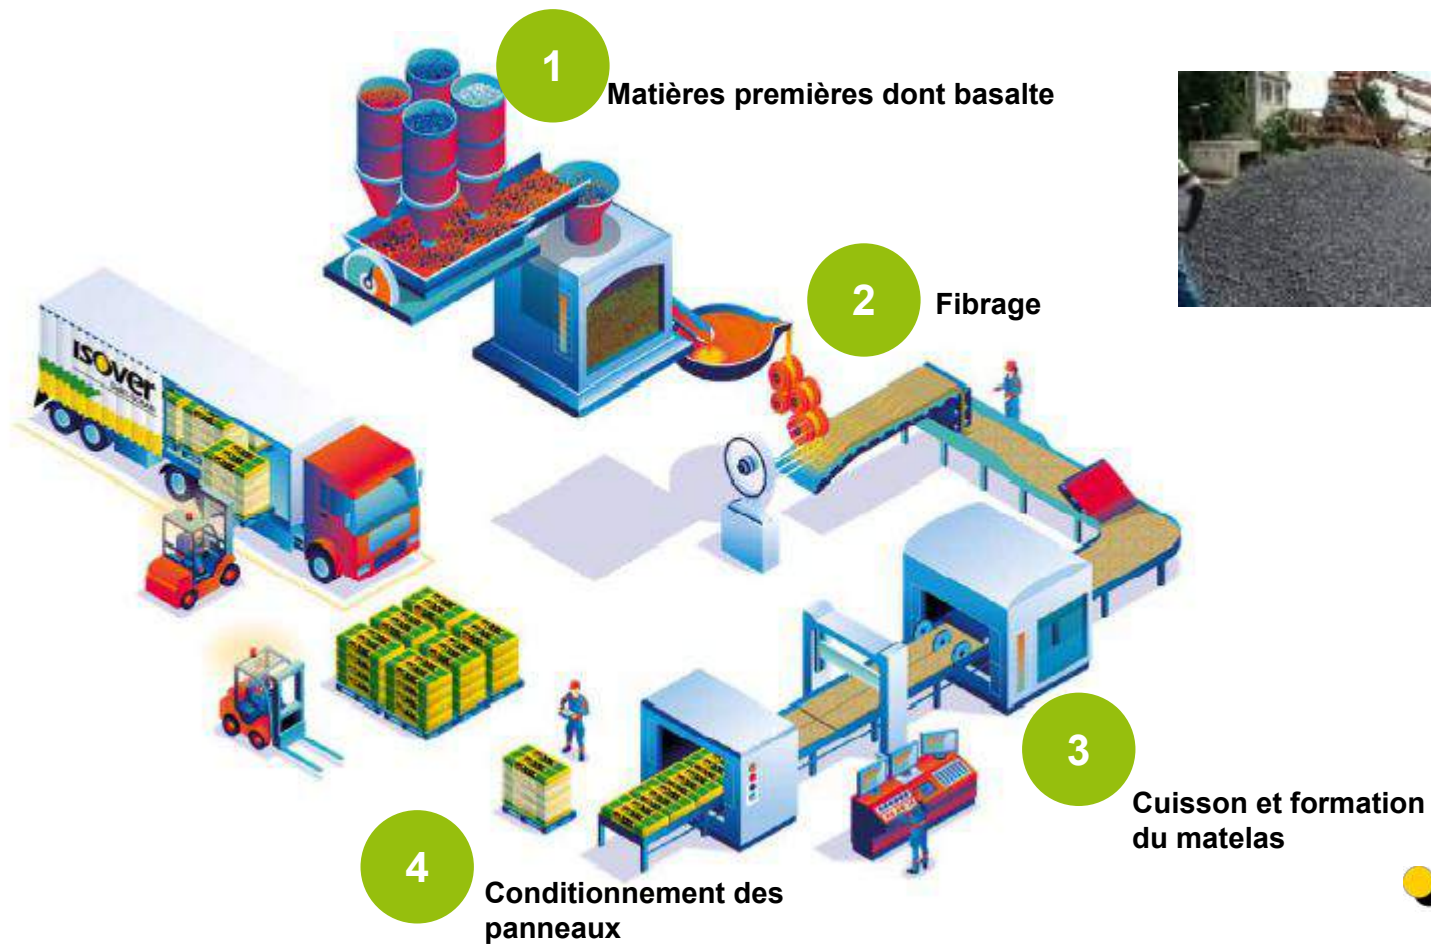 1
Matières premières dont basalte
2
Fibrage
isover
3
Cuisson et formation
du matelas
4
Conditionnement des
panneaux